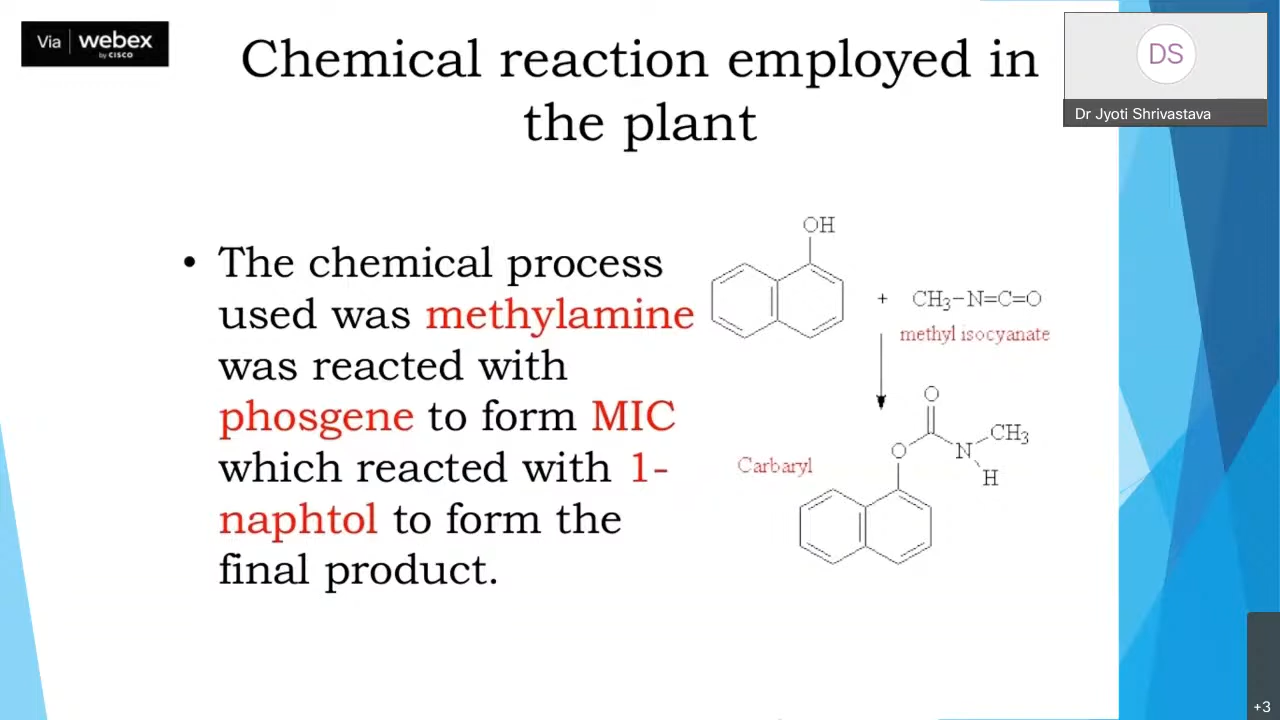 Via webex
by CISCO
Chemical reaction employed in
the plant
DS
Dr Jyoti Shrivastava
• The chemical process
used was methylamine
was reacted with
phosgene to form MIC
which reacted with 1-
naphtol to form the
final product.
OH
+ CH₃–N=C=O
methyl isocyanate
O
O
N
CH₃
H
Carbaryl
+3